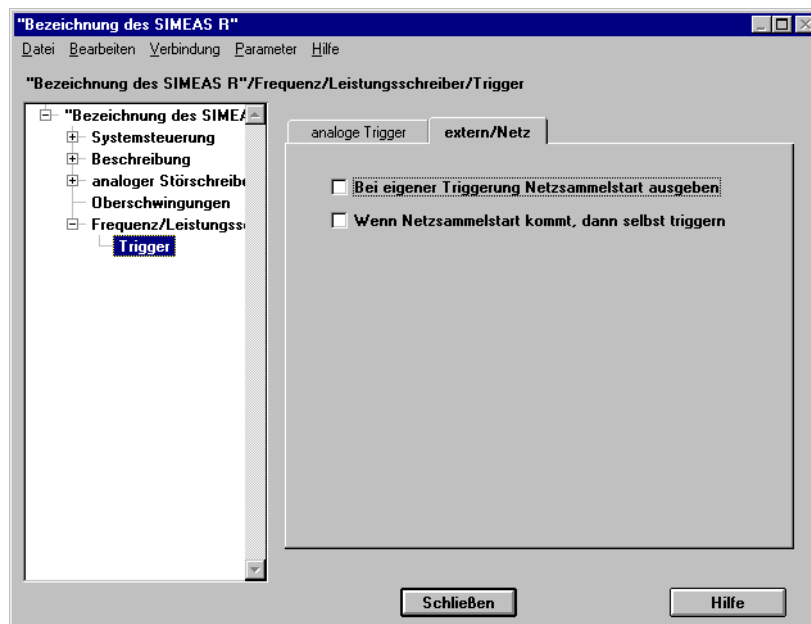 "Bezeichnung des SIMEAS R"
Datei Bearbeiten Verbindung Parameter Hilfe
"Bezeichnung des SIMEAS R"/Frequenz/Leistungsschreiber/Trigger
"Bezeichnung des SIMEA
Systemsteuerung
Beschreibung
analoger Störschreibe
Oberschwingungen
Frequenz/Leistungss
Trigger
analoge Trigger extern/Netz
Bei eigener Triggerung Netzsammelstart ausgeben
Wenn Netzsammelstart kommt, dann selbst triggern
Schließen Hilfe